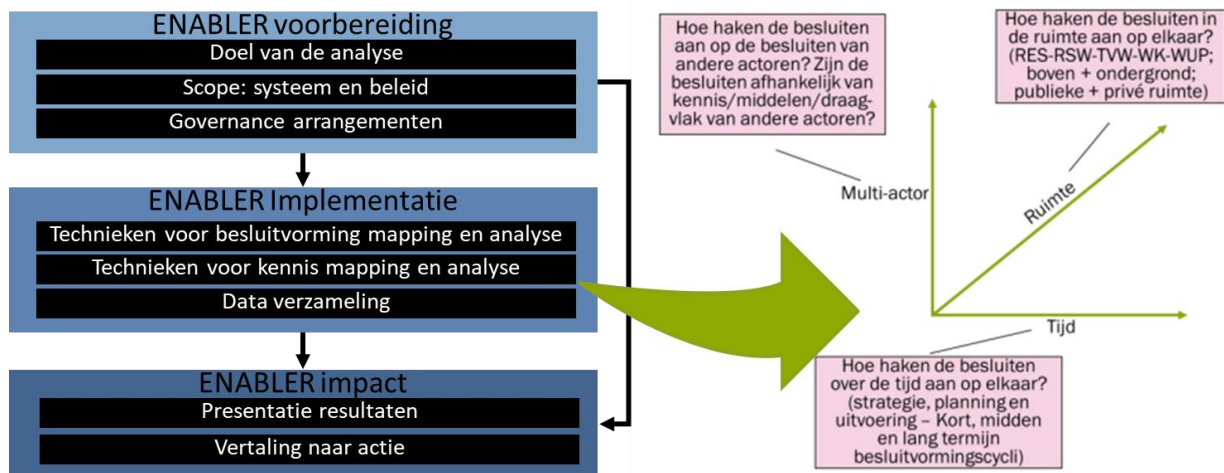 ENABLER voorbereiding
Doel van de analyse
Scope: systeem en beleid
Governance arrangementen
ENABLER Implementatie
Technieken voor besluitvorming mapping en analyse
Technieken voor kennis mapping en analyse
Data verzameling
ENABLER impact
Presentatie resultaten
Vertaling naar actie
Hoe haken de besluiten
aan op de besluiten van
andere actoren? Zijn de
besluiten afhankelijk van
kennis/middelen/draag-
vlak van andere actoren?
Hoe haken de besluiten in
de ruimte aan op elkaar?
(RES-RSW-TVW-WK-WUP;
boven + ondergrond;
publieke + privé ruimte)
Multi-actor
Ruimte
Tijd
Hoe haken de besluiten
over de tijd aan op elkaar?
(strategie, planning en
uitvoering – Kort, midden
en lang termijn
besluitvormingscycli)